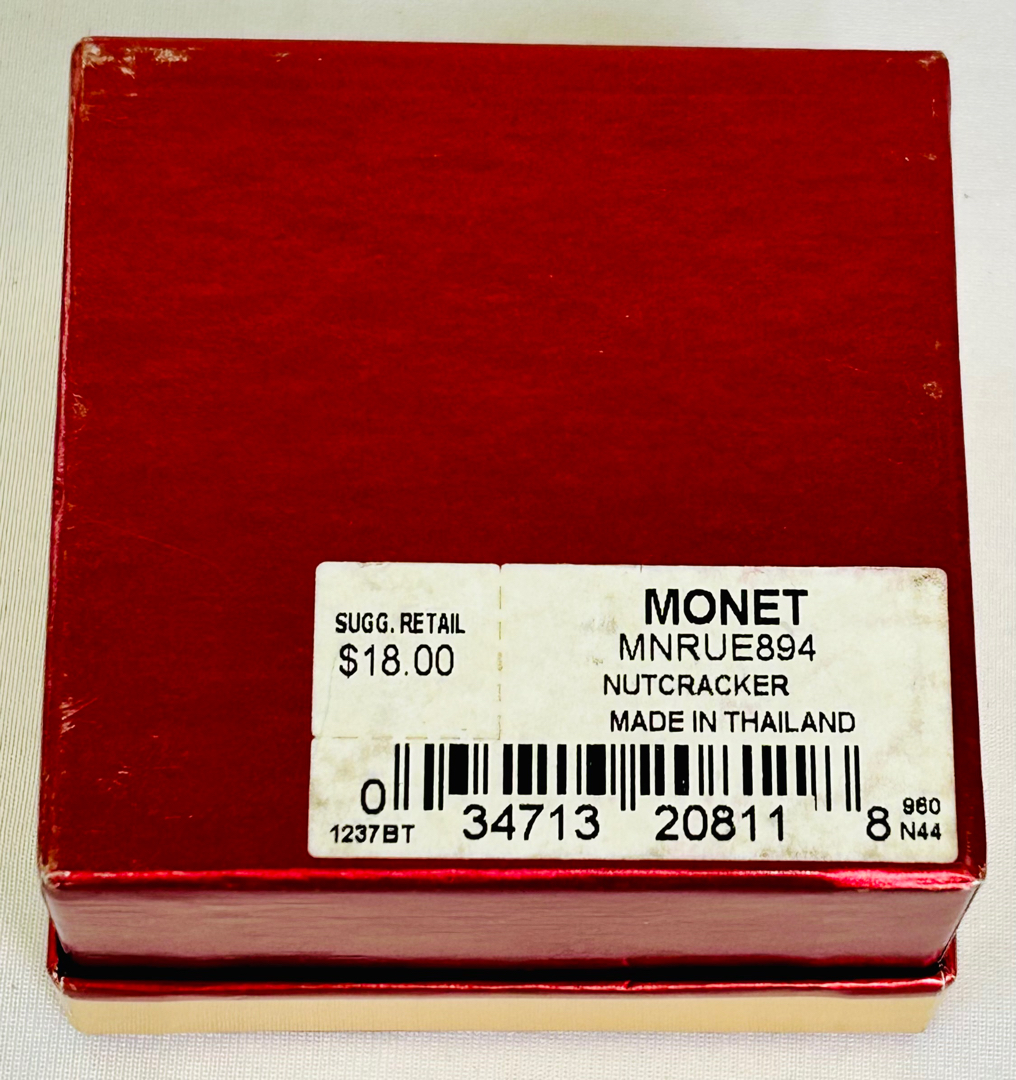 SUGG. RETAIL
$18.00
MONET
MNRUE894
NUTCRACKER
MADE IN THAILAND
0 34713 20811 8
1237BT
960
N44